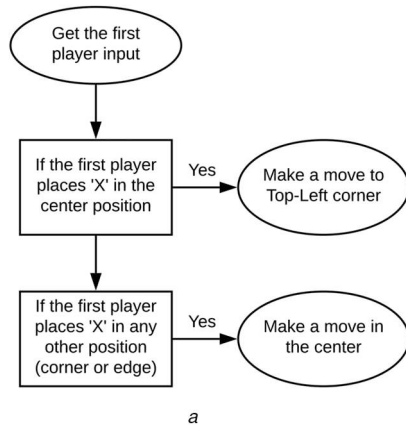 Get the first
player input
If the first player
places 'X' in the
center position
Yes
Make a move to
Top-Left corner
If the first player
places 'X' in any
other position
(corner or edge)
Yes
Make a move in
the center
a